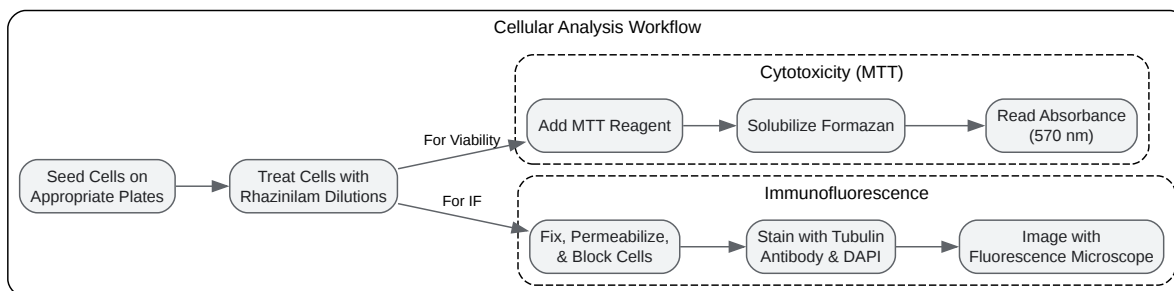 Cellular Analysis Workflow
Cytotoxicity (MTT)
Add MTT Reagent
Solubilize Formazan
Read Absorbance
(570 nm)
For Viability
Seed Cells on
Appropriate Plates
Treat Cells with
Rhazinilam Dilutions
For IF
Immunofluorescence
Fix, Permeabilize,
& Block Cells
Stain with Tubulin
Antibody & DAPI
Image with
Fluorescence Microscope